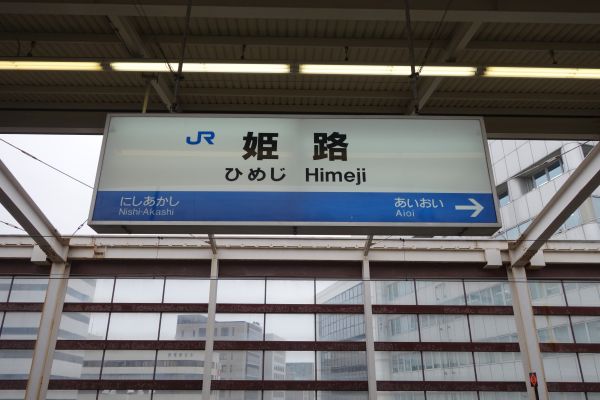 JR 姫路
ひめじ Himeji
にしあかし あいおい →
Nishi-Akashi Aioi